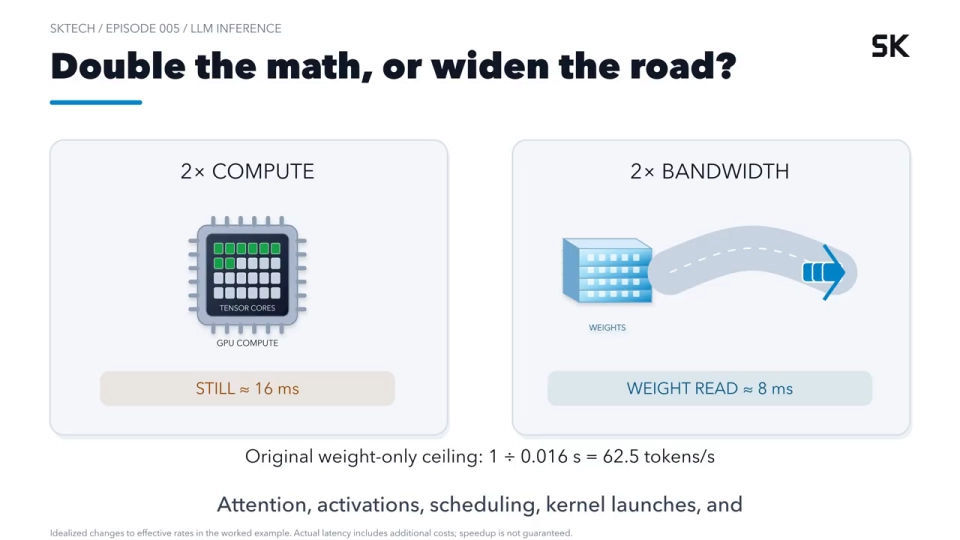 SKTECH / EPISODE 005 / LLM INFERENCE
SK
Double the math, or widen the road?
2× COMPUTE
TENSOR CORES
GPU COMPUTE
STILL ≈ 16 ms
2× BANDWIDTH
WEIGHTS
WEIGHT READ ≈ 8 ms
Original weight-only ceiling: 1 ÷ 0.016 s = 62.5 tokens/s
Attention, activations, scheduling, kernel launches, and
Idealized changes to effective rates in the worked example. Actual latency includes additional costs; speedup is not guaranteed.